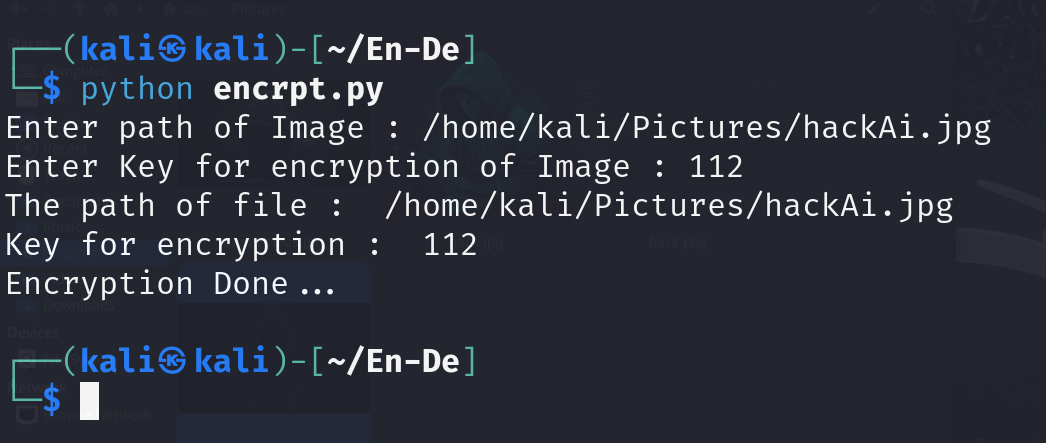 kali Pictures
┌──(kali㉿kali)-[~/En-De]
└─$ python encrpt.py
Enter path of Image : /home/kali/Pictures/hackAi.jpg
Enter Key for encryption of Image : 112
The path of file :  /home/kali/Pictures/hackAi.jpg
Key for encryption :  112
hack.png
Encryption Done...
Downloads
Devices
┌──(kali㉿kali)-[~/En-De]
└─$
Browse Network